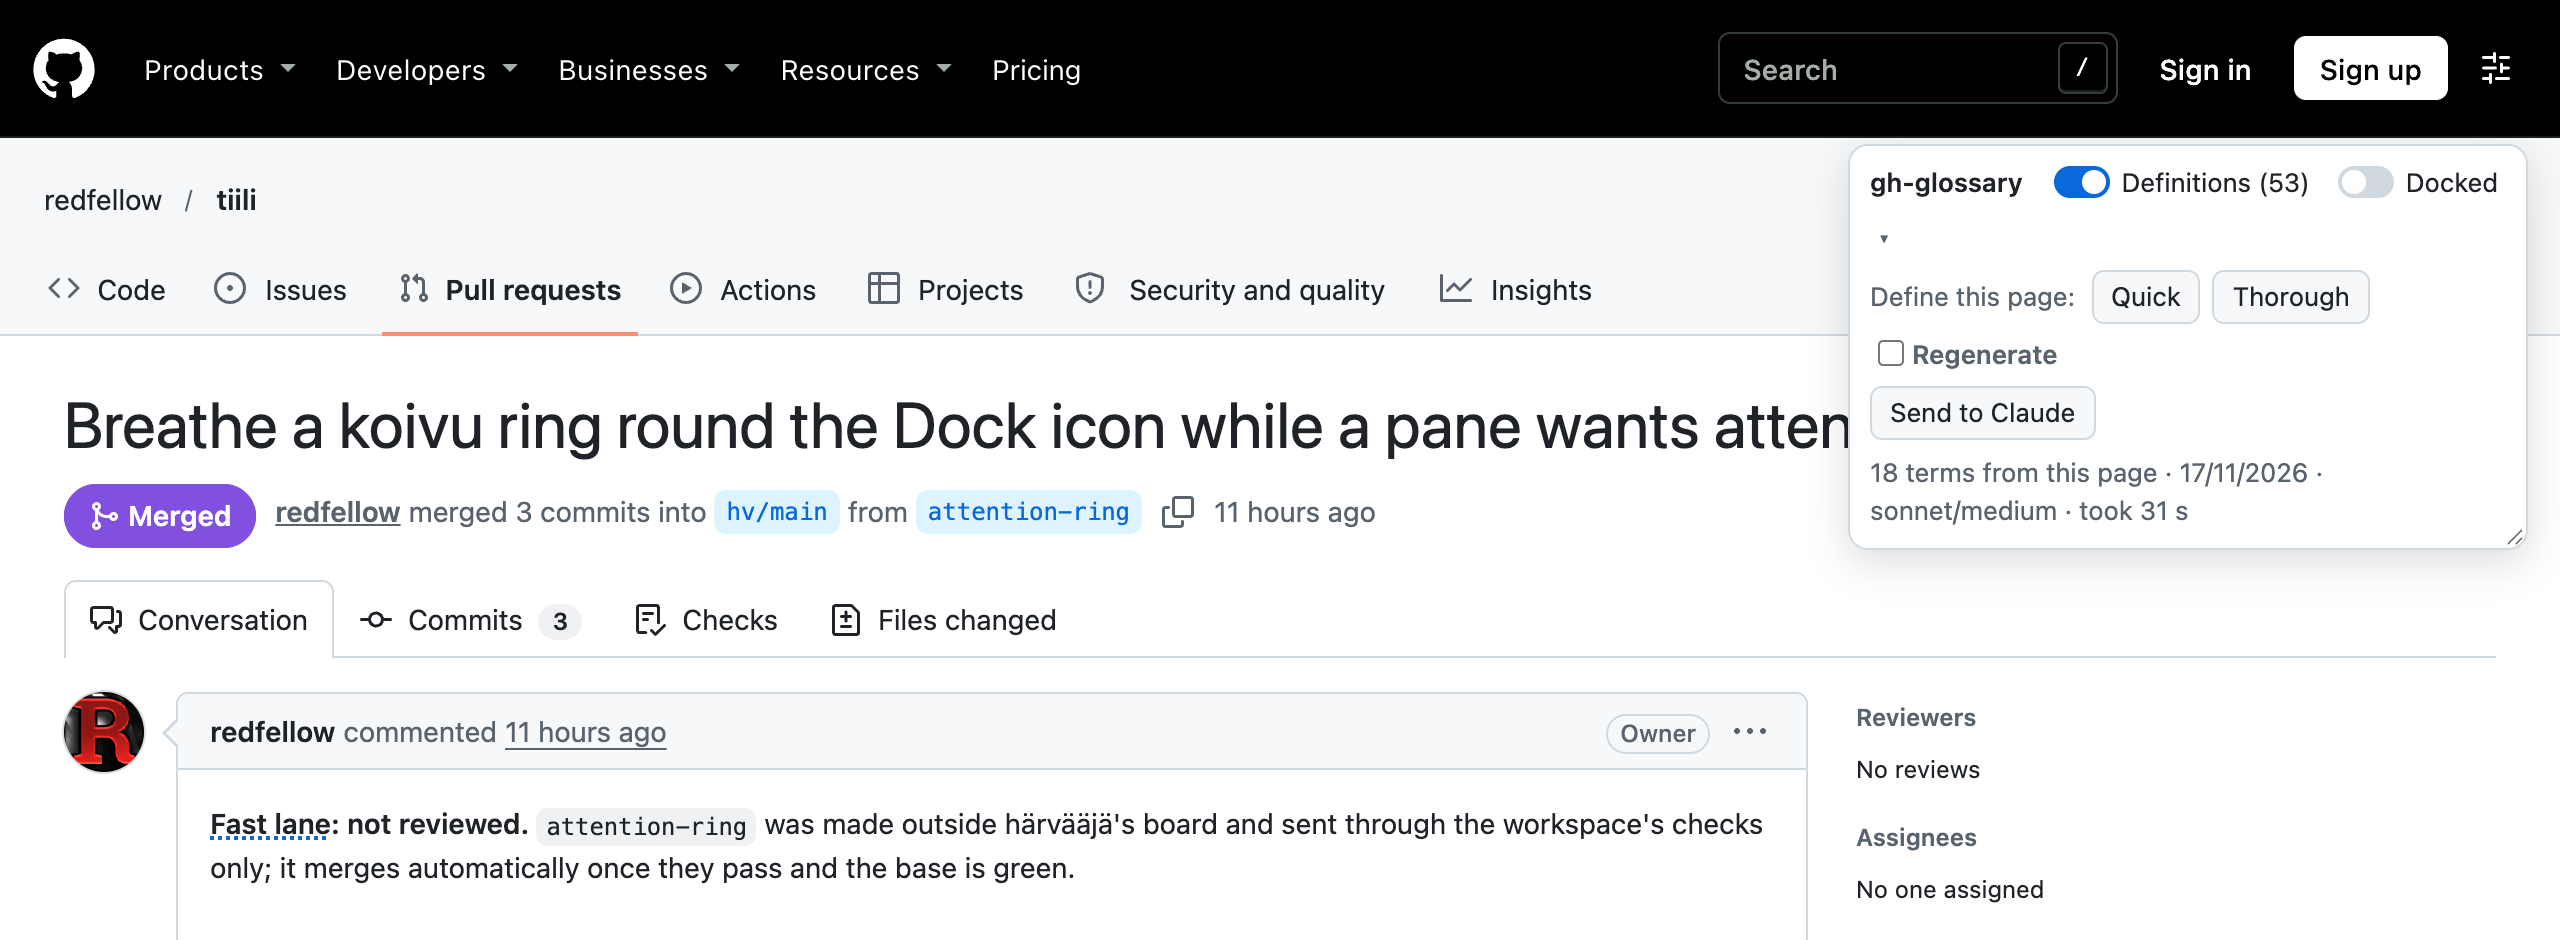 Products Developers Businesses Resources Pricing Search / Sign in Sign up
redfellow / tiili
gh-glossary Definitions (53) Docked
▾
Code Issues Pull requests Actions Projects Security and quality Insights
Define this page: Quick Thorough
Regenerate
Send to Claude
18 terms from this page · 17/11/2026 ·
sonnet/medium · took 31 s
Breathe a koivu ring round the Dock icon while a pane wants atten
Merged redfellow merged 3 commits into hv/main from attention-ring 11 hours ago
Conversation Commits 3 Checks Files changed
R
redfellow commented 11 hours ago Owner ...
Fast lane: not reviewed. attention-ring was made outside härvääjä's board and sent through the workspace's checks
only; it merges automatically once they pass and the base is green.
Reviewers
No reviews
Assignees
No one assigned